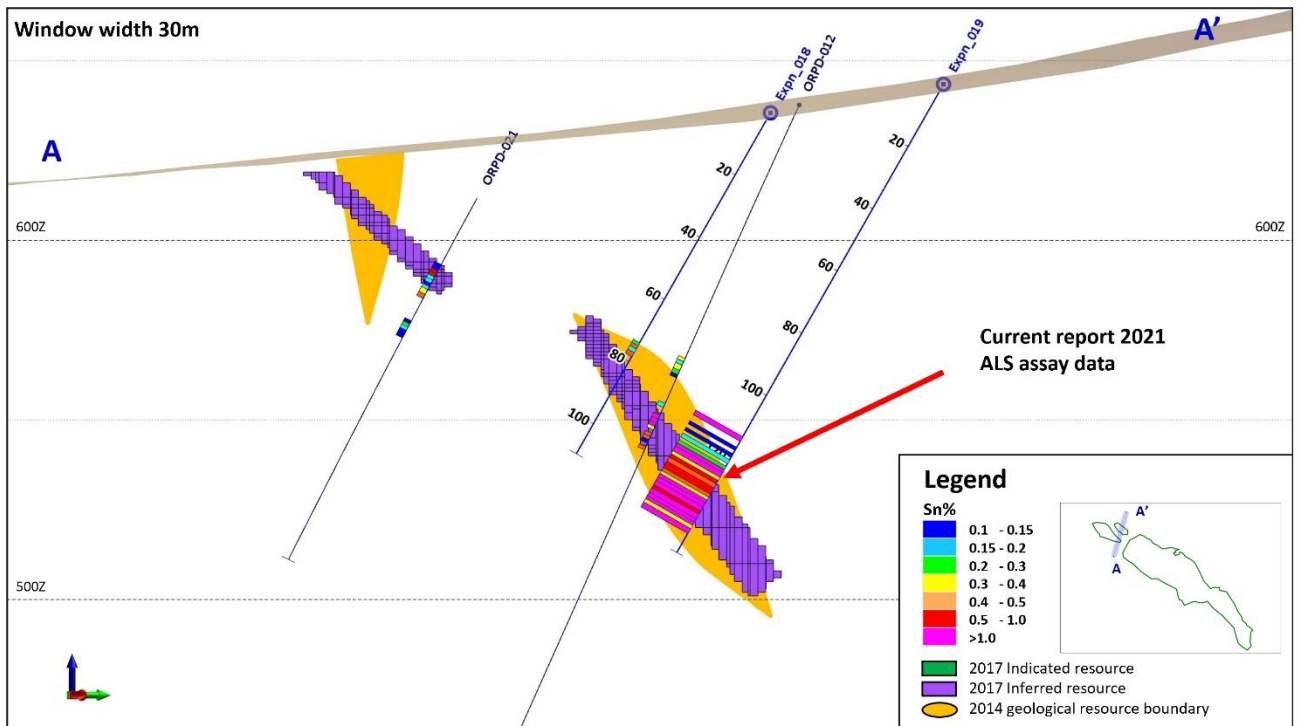 Window width 30m
A
A’
ORPD-021
Expn_018
ORPD-012
Expn_019
20
40
60
80
100
20
40
60
80
100
600Z
600Z
500Z
Current report 2021
ALS assay data
Legend
Sn%
0.1 - 0.15
0.15 - 0.2
0.2 - 0.3
0.3 - 0.4
0.4 - 0.5
0.5 - 1.0
>1.0
2017 Indicated resource
2017 Inferred resource
2014 geological resource boundary
A’
A